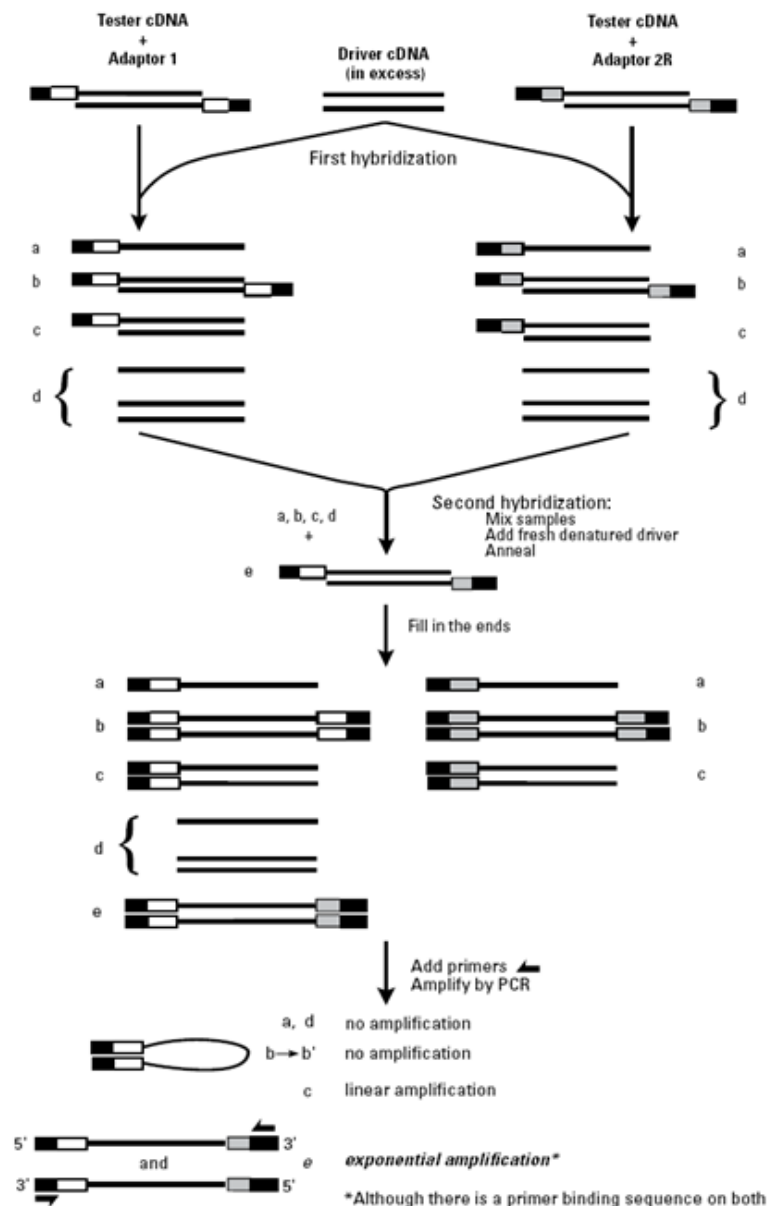 Tester cDNA
+
Adaptor 1
Driver cDNA
(in excess)
Tester cDNA
+
Adaptor 2R
First hybridization
a
a
b
b
c
c
d {
} d
a, b, c, d
+
Second hybridization:
Mix samples
Add fresh denatured driver
Anneal
e
Fill in the ends
a
a
b
b
c
c
d {
e
Add primers
Amplify by PCR
a, d no amplification
b→b' no amplification
c linear amplification
5' 3'
and
e exponential amplification*
3' 5'
*Although there is a primer binding sequence on both